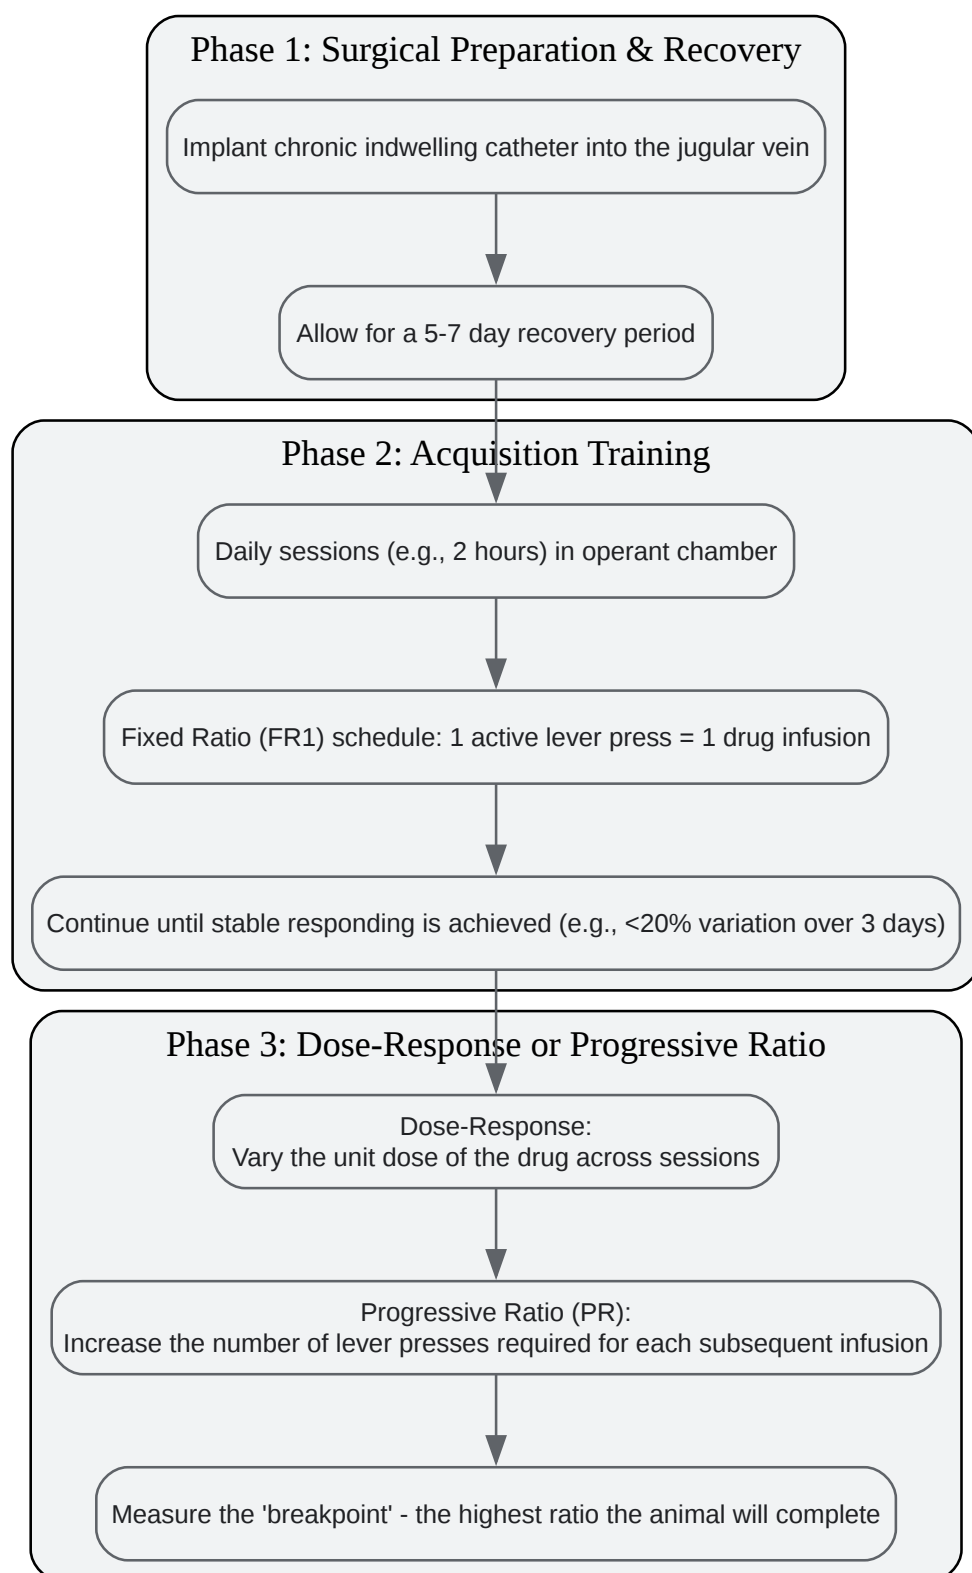 Phase 1: Surgical Preparation & Recovery
Implant chronic indwelling catheter into the jugular vein
Allow for a 5-7 day recovery period
Phase 2: Acquisition Training
Daily sessions (e.g., 2 hours) in operant chamber
Fixed Ratio (FR1) schedule: 1 active lever press = 1 drug infusion
Continue until stable responding is achieved (e.g., <20% variation over 3 days)
Phase 3: Dose-Response or Progressive Ratio
Dose-Response:
Vary the unit dose of the drug across sessions
Progressive Ratio (PR):
Increase the number of lever presses required for each subsequent infusion
Measure the 'breakpoint' - the highest ratio the animal will complete